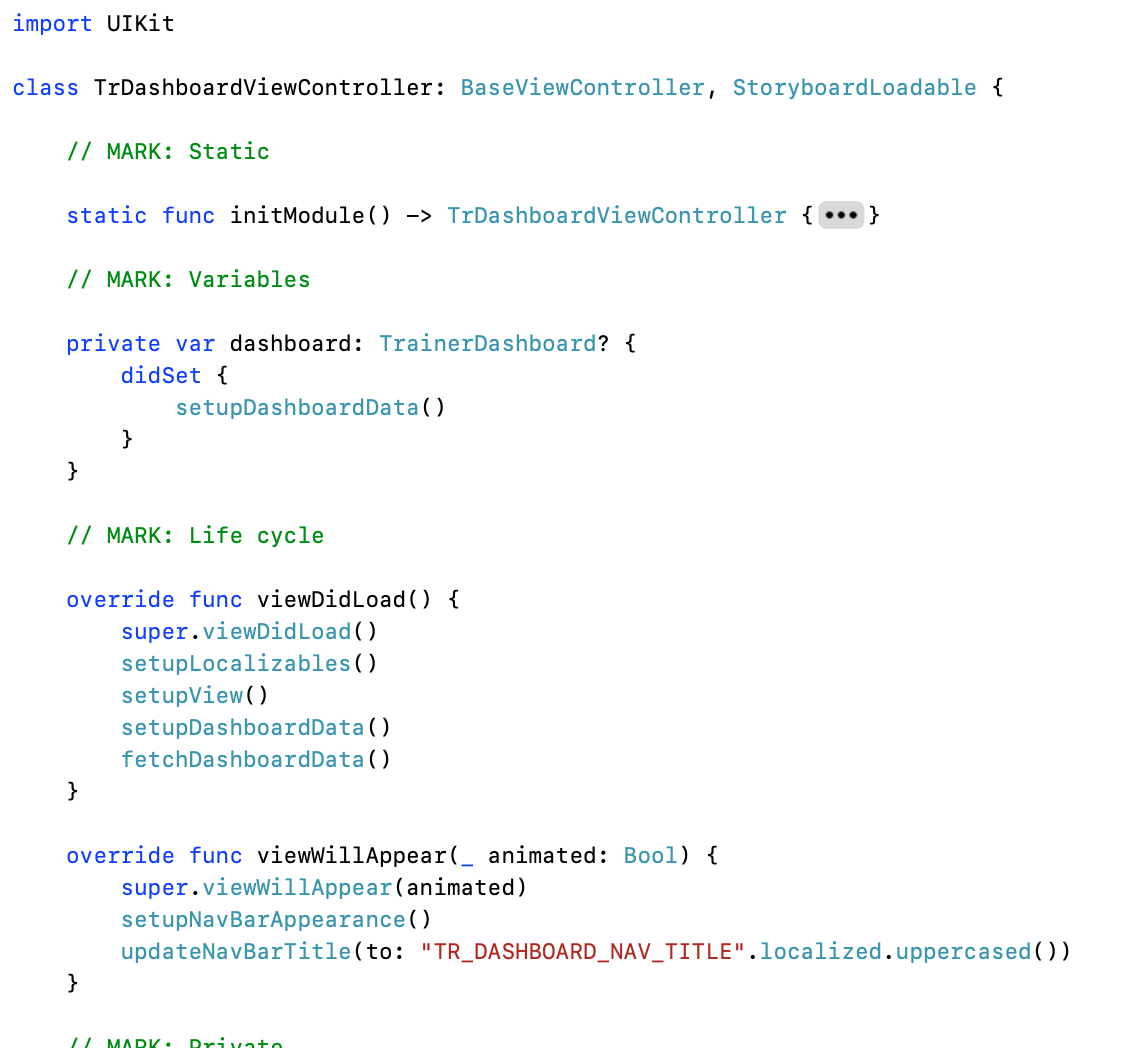 import UIKit
class TrDashboardViewController: BaseViewController, StoryboardLoadable {
// MARK: Static
static func initModule() -> TrDashboardViewController {•••}
// MARK: Variables
private var dashboard: TrainerDashboard? {
didSet {
setupDashboardData()
}
}
// MARK: Life cycle
override func viewDidLoad() {
super.viewDidLoad()
setupLocalizables()
setupView()
setupDashboardData()
fetchDashboardData()
}
override func viewWillAppear(_ animated: Bool) {
super.viewWillAppear(animated)
setupNavBarAppearance()
updateNavBarTitle(to: "TR_DASHBOARD_NAV_TITLE".localized.uppercased())
}
// MARK: Private